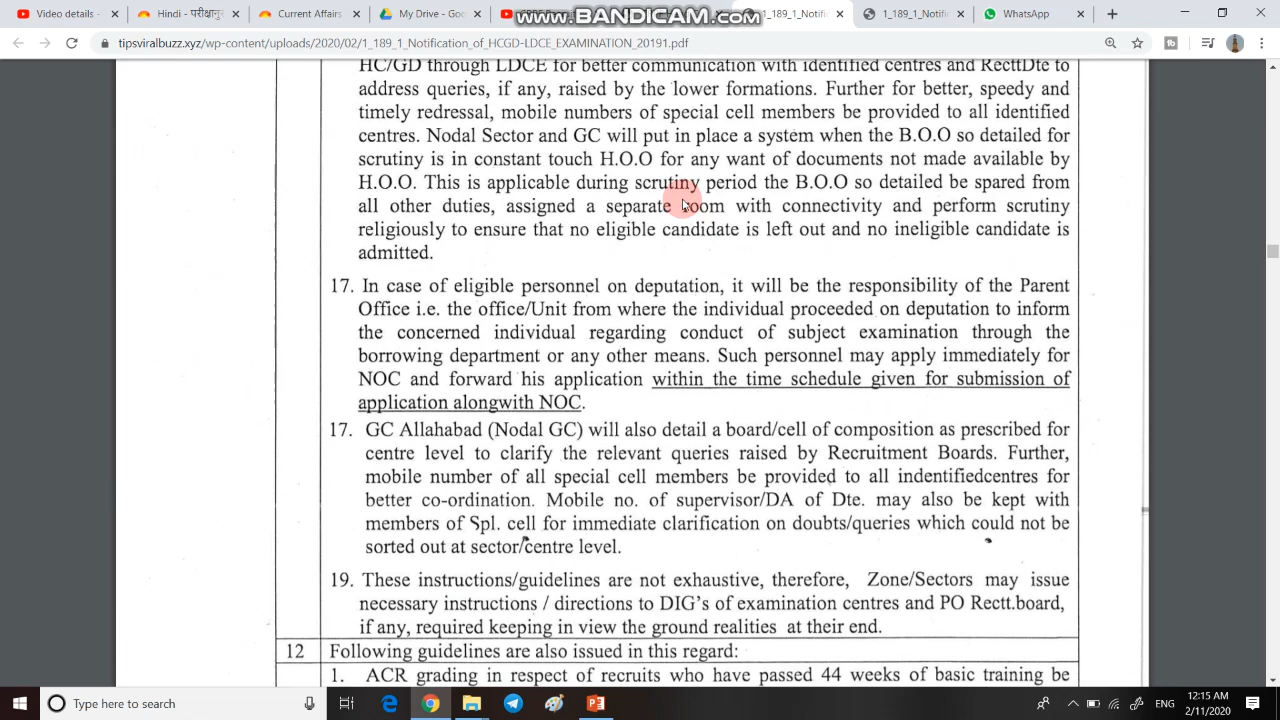 Video details -
Hindi - परीक्षा
Current Affairs
My Drive - Goo
1_189_1_Notifi
1_189_1_Notifi
WhatsApp
www.BANDICAM.com
tipsviralbuzz.xyz/wp-content/uploads/2020/02/1_189_1_Notification_of_HCGD-LDCE_EXAMINATION_20191.pdf
HC/GD through LDCE for better communication with identified centres and RecttDte to
address queries, if any, raised by the lower formations. Further for better, speedy and
timely redressal, mobile numbers of special cell members be provided to all identified
centres. Nodal Sector and GC will put in place a system when the B.O.O so detailed for
scrutiny is in constant touch H.O.O for any want of documents not made available by
H.O.O. This is applicable during scrutiny period the B.O.O so detailed be spared from
all other duties, assigned a separate room with connectivity and perform scrutiny
religiously to ensure that no eligible candidate is left out and no ineligible candidate is
admitted.
17. In case of eligible personnel on deputation, it will be the responsibility of the Parent
Office i.e. the office/Unit from where the individual proceeded on deputation to inform
the concerned individual regarding conduct of subject examination through the
borrowing department or any other means. Such personnel may apply immediately for
NOC and forward his application within the time schedule given for submission of
application alongwith NOC.
17. GC Allahabad (Nodal GC) will also detail a board/cell of composition as prescribed for
centre level to clarify the relevant queries raised by Recruitment Boards. Further,
mobile number of all special cell members be provided to all indentifiedcentres for
better co-ordination. Mobile no. of supervisor/DA of Dte. may also be kept with
members of Spl. cell for immediate clarification on doubts/queries which could not be
sorted out at sector/centre level.
19. These instructions/guidelines are not exhaustive, therefore, Zone/Sectors may issue
necessary instructions / directions to DIG's of examination centres and PO Rectt.board,
if any, required keeping in view the ground realities at their end.
12 Following guidelines are also issued in this regard:
1. ACR grading in respect of recruits who have passed 44 weeks of basic training be
Type here to search
ENG
12:15 AM
2/11/2020